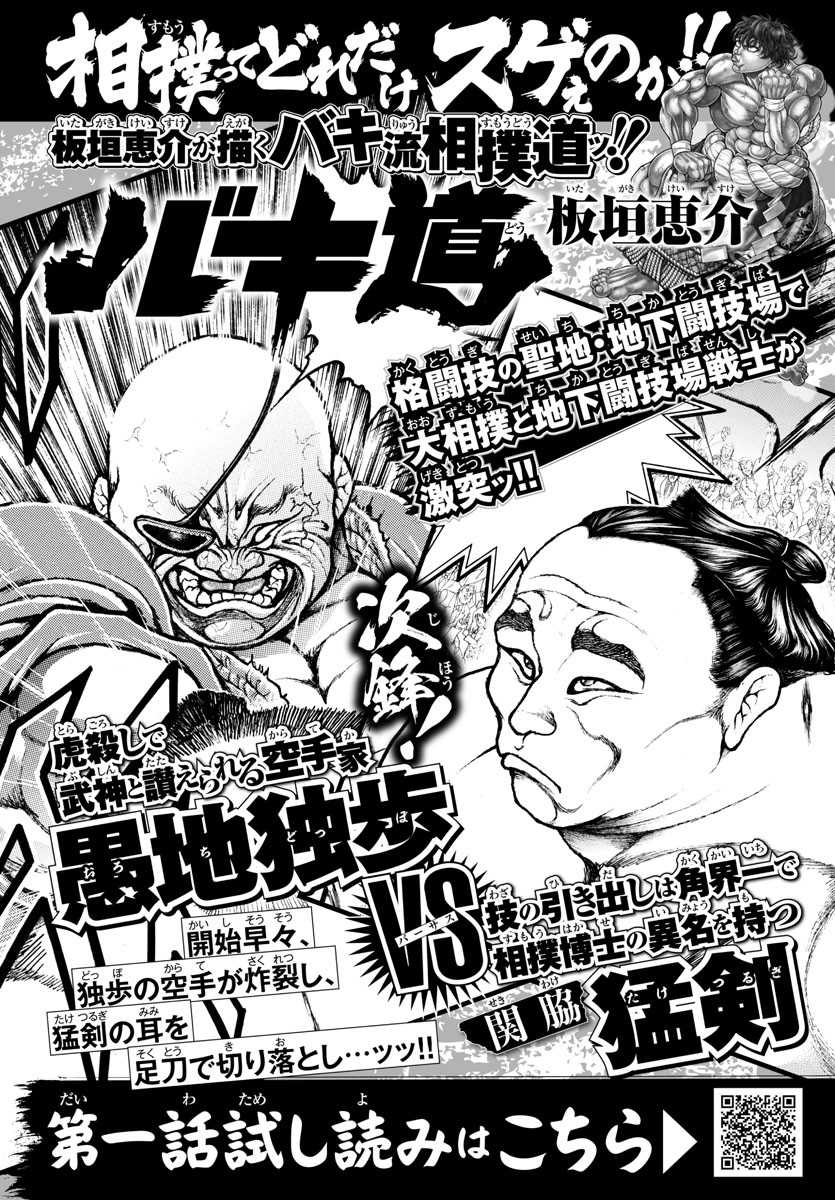 相撲ってどれだけスゲェのか!!
板垣恵介が描くバキ流相撲道ッ!!
バキ道
板垣恵介
格闘技の聖地・地下闘技場で
大相撲と地下闘技場戦士が
激突ッ!!
次鋒!
虎殺しで
武神と讃えられる空手家
愚地独歩
VS
技の引き出しは角界一で
相撲博士の異名を持つ
関脇 猛剣
開始早々、
独歩の空手が炸裂し、
猛剣の耳を
足刀で切り落とし…ッッ!!
第一話試し読みはこちら▶